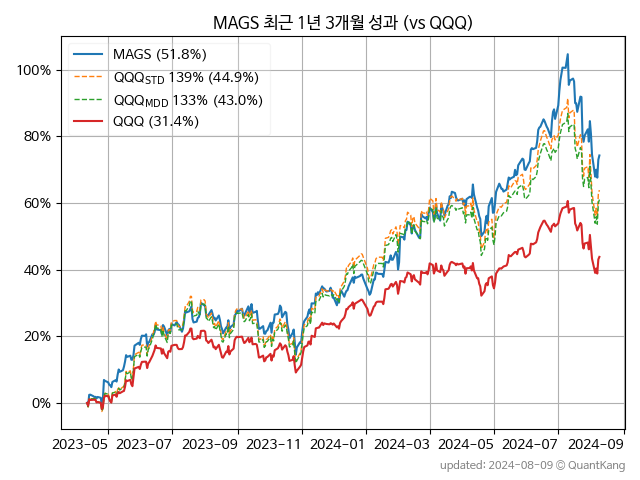 MAGS 최근 1년 3개월 성과 (vs QQQ)
MAGS (51.8%)
QQQSTD 139% (44.9%)
QQQMDD 133% (43.0%)
QQQ (31.4%)
100%
80%
60%
40%
20%
0%
2023-05 2023-07 2023-09 2023-11 2024-01 2024-03 2024-05 2024-07 2024-09
updated: 2024-08-09 © QuantKang